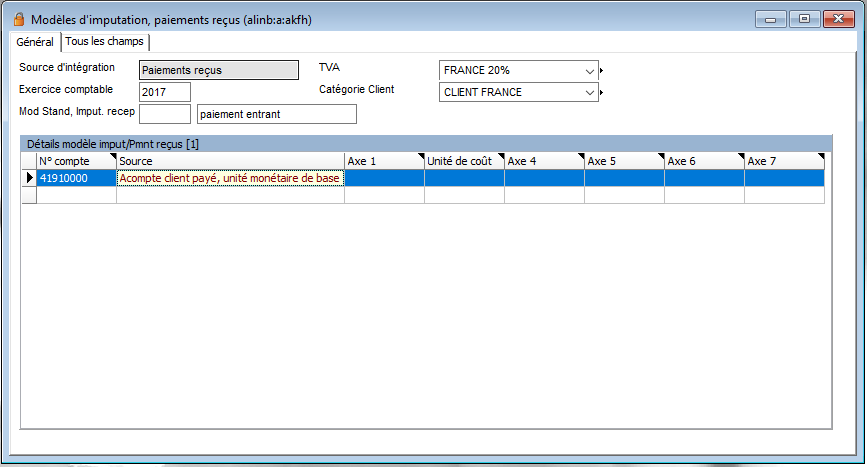 Modèles d'imputation, paiements reçus (alinb:a:akfh)
Général Tous les champs
Source d'intégration Paiements reçus TVA FRANCE 20%
Exercice comptable 2017 Catégorie Client CLIENT FRANCE
Mod Stand, Imput. recep paiement entrant
Détails modèle imput/Pmnt reçus [1]
N° compte Source Axe 1 Unité de coût Axe 4 Axe 5 Axe 6 Axe 7
41910000 Acompte client payé, unité monétaire de base